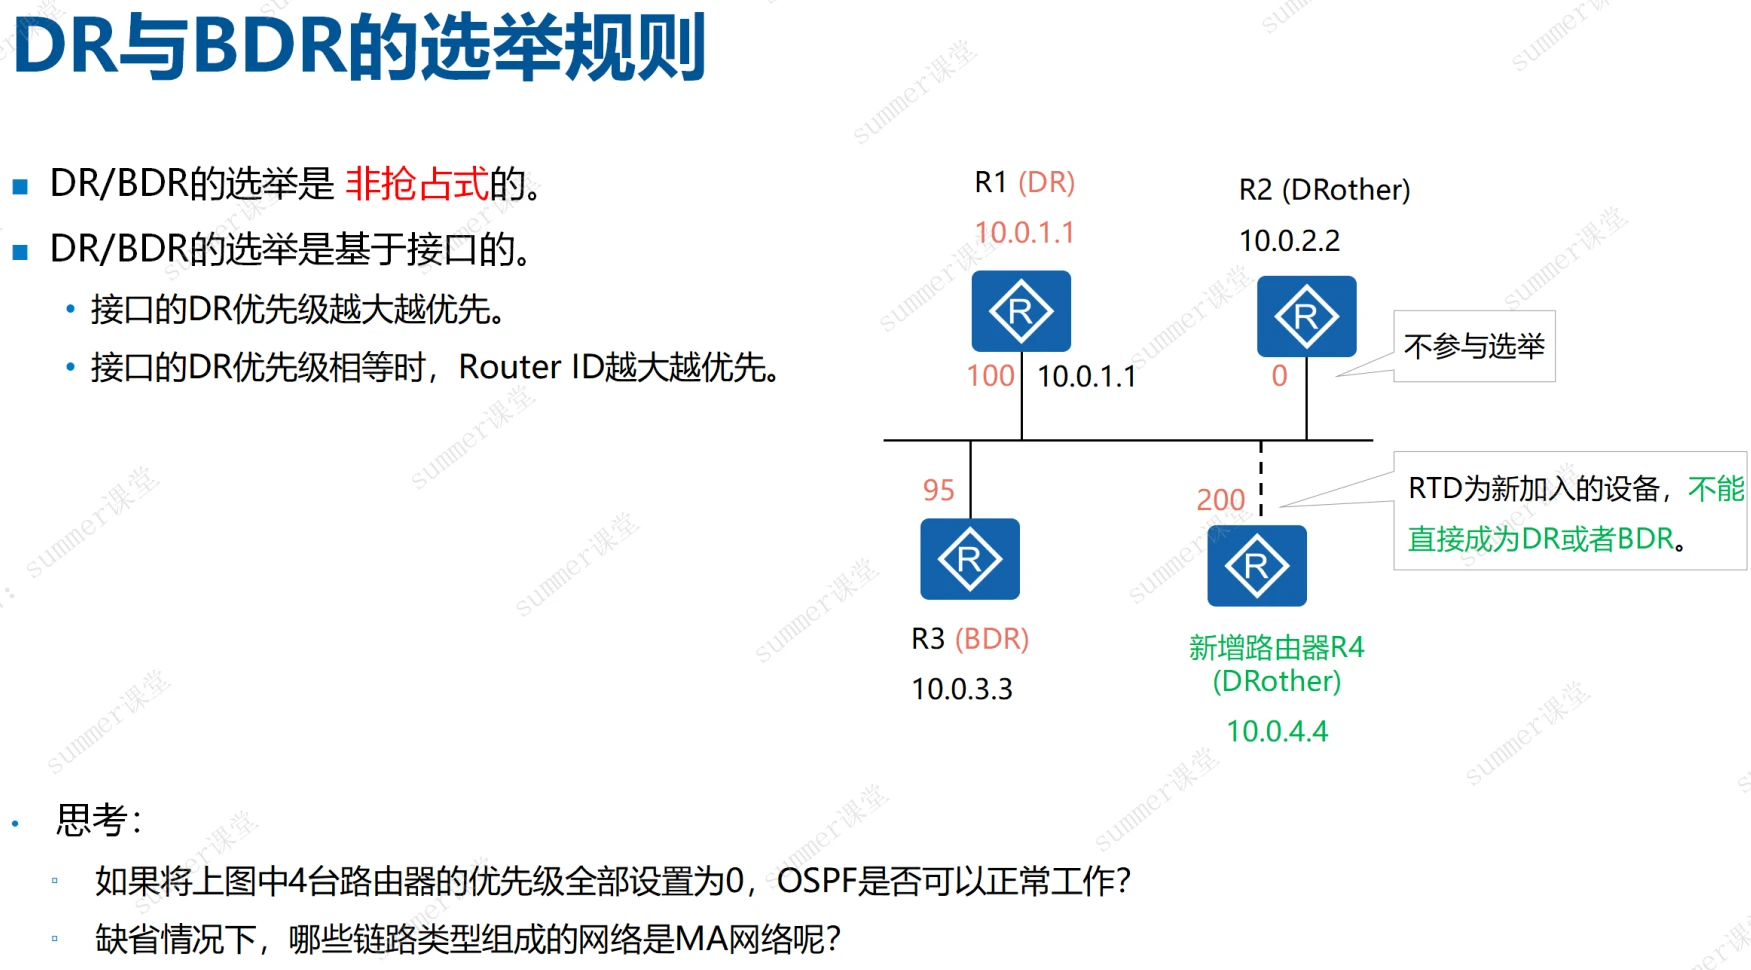 DR与BDR的选举规则
DR/BDR的选举是 非抢占式的。
DR/BDR的选举是基于接口的。
接口的DR优先级越大越优先。
接口的DR优先级相等时，Router ID越大越优先。
R1 (DR)
10.0.1.1
R2 (DRother)
10.0.2.2
R
R
不参与选举
100
10.0.1.1
0
95
200
RTD为新加入的设备，不能
直接成为DR或者BDR。
R
R
R3 (BDR)
10.0.3.3
新增路由器R4
(DRother)
10.0.4.4
思考：
如果将上图中4台路由器的优先级全部设置为0，OSPF是否可以正常工作？
缺省情况下，哪些链路类型组成的网络是MA网络呢？
summer课堂